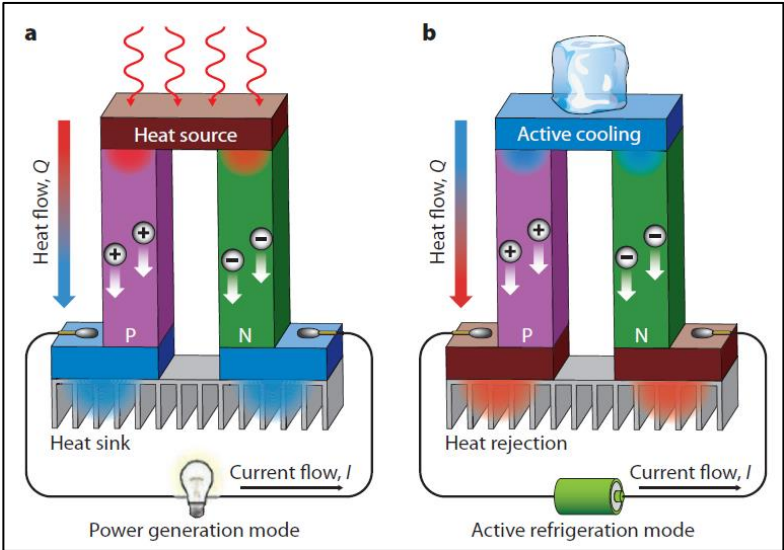 a
Heat source
Heat flow, Q
+
+
−
−
P
N
Heat sink
Current flow, I
Power generation mode
b
Active cooling
Heat flow, Q
+
+
−
−
P
N
Heat rejection
Current flow, I
Active refrigeration mode